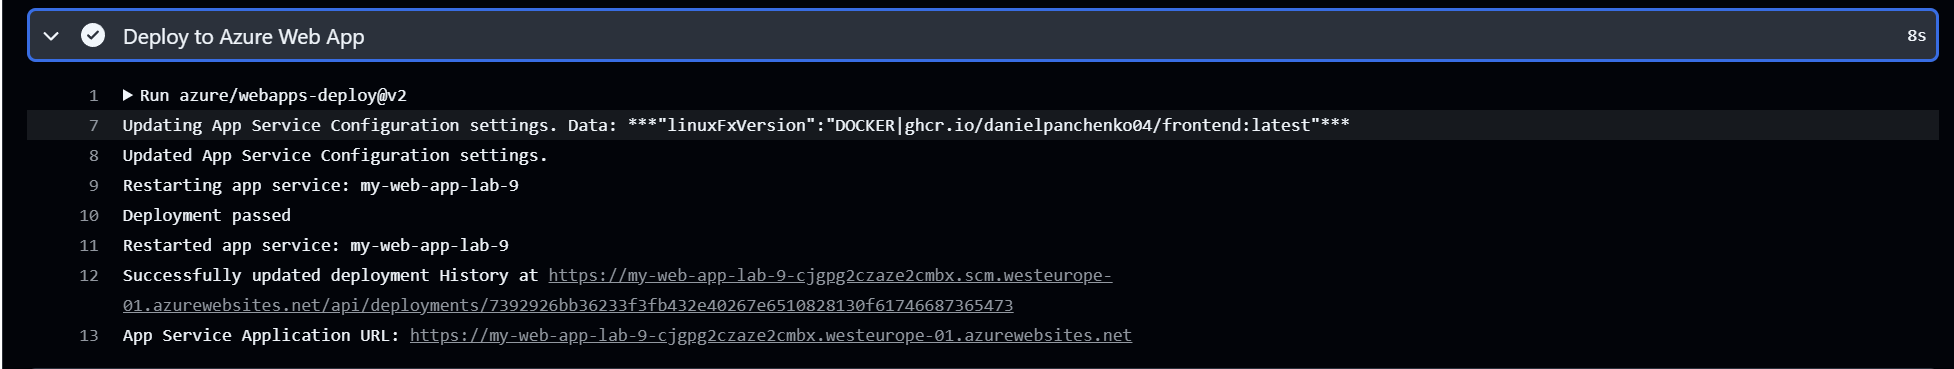 Deploy to Azure Web App 8s
1 Run azure/webapps-deploy@v2
7 Updating App Service Configuration settings. Data: ***"linuxFxVersion":"DOCKER|ghcr.io/danielpanchenko04/frontend:latest"***
8 Updated App Service Configuration settings.
9 Restarting app service: my-web-app-lab-9
10 Deployment passed
11 Restarted app service: my-web-app-lab-9
12 Successfully updated deployment History at https://my-web-app-lab-9-cjgpg2czaze2cmbx.scm.westeurope-
01.azurewebsites.net/api/deployments/7392926bb36233f3fb432e40267e6510828130f61746687365473
13 App Service Application URL: https://my-web-app-lab-9-cjgpg2czaze2cmbx.westeurope-01.azurewebsites.net